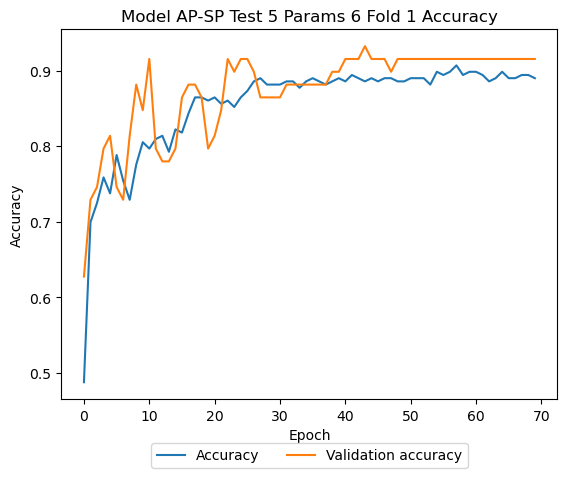 Model AP-SP Test 5 Params 6 Fold 1 Accuracy
Accuracy
0.9
0.8
0.7
0.6
0.5
0 10 20 30 40 50 60 70
Epoch
Accuracy Validation accuracy